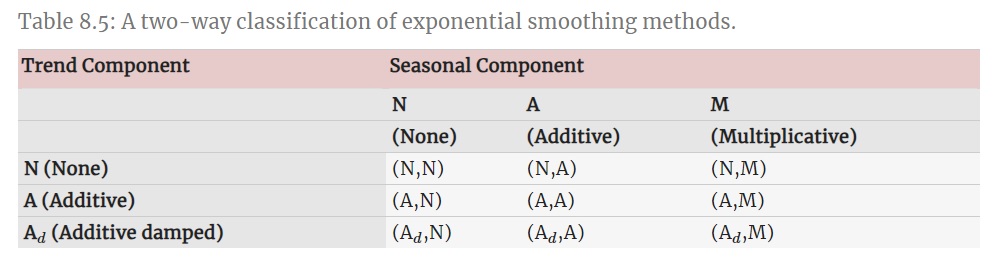 Table 8.5: A two-way classification of exponential smoothing methods.
Trend Component Seasonal Component
N A M
(None) (Additive) (Multiplicative)
N (None) (N,N) (N,A) (N,M)
A (Additive) (A,N) (A,A) (A,M)
A_d (Additive damped) (A_d,N) (A_d,A) (A_d,M)